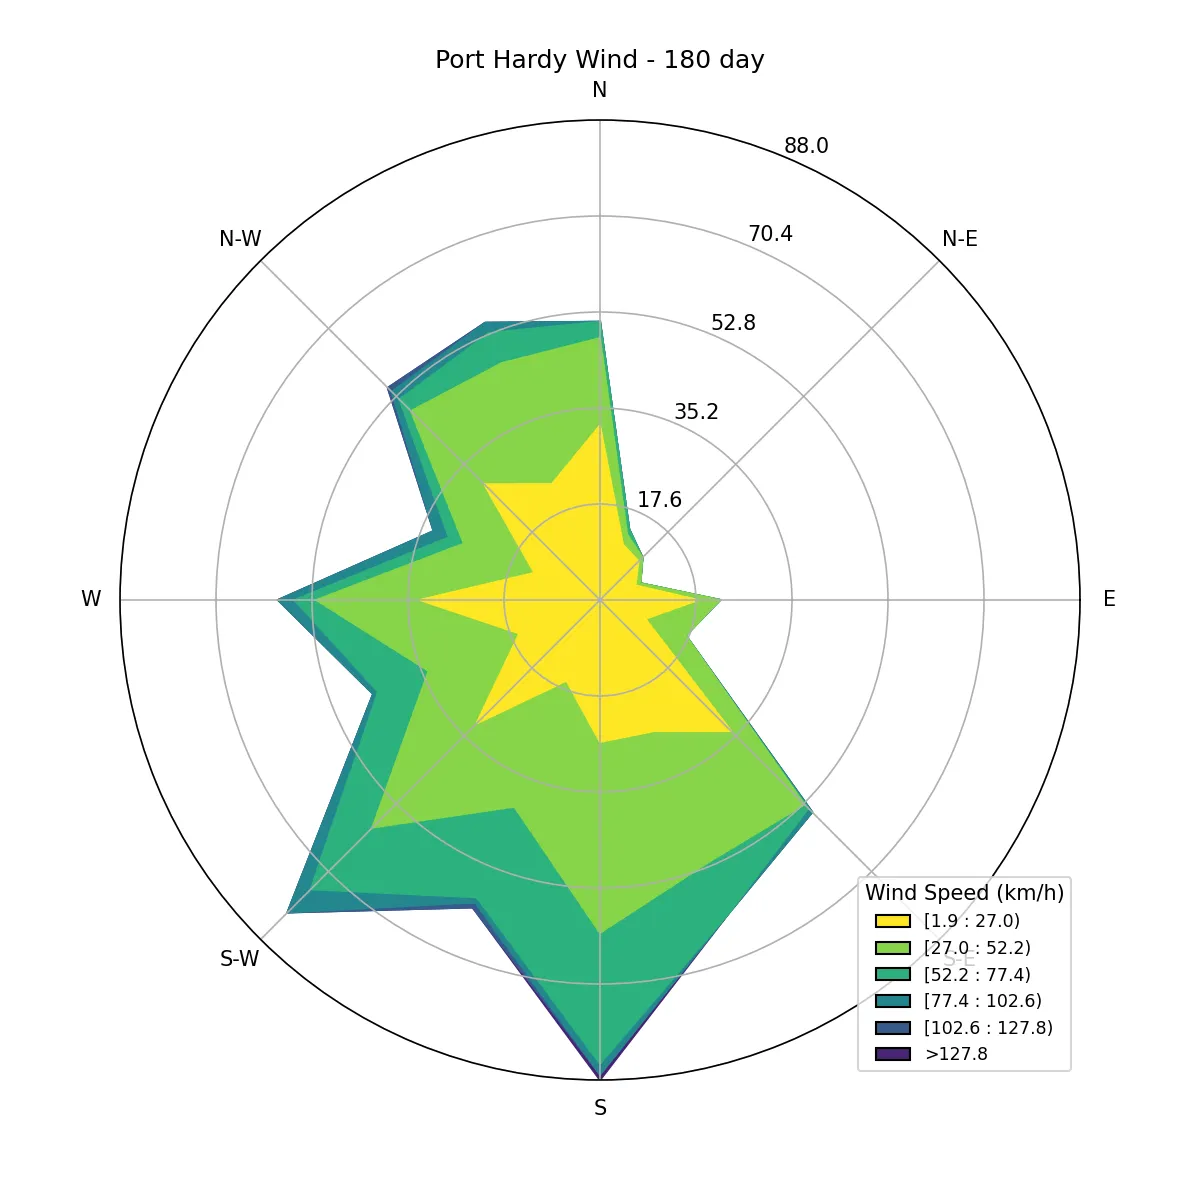 Port Hardy Wind - 180 day
N
88.0
N-W
N-E
70.4
52.8
35.2
17.6
W
E
S-W
S-E
S
Wind Speed (km/h)
[1.9 : 27.0)
[27.0 : 52.2)
[52.2 : 77.4)
[77.4 : 102.6)
[102.6 : 127.8)
>127.8